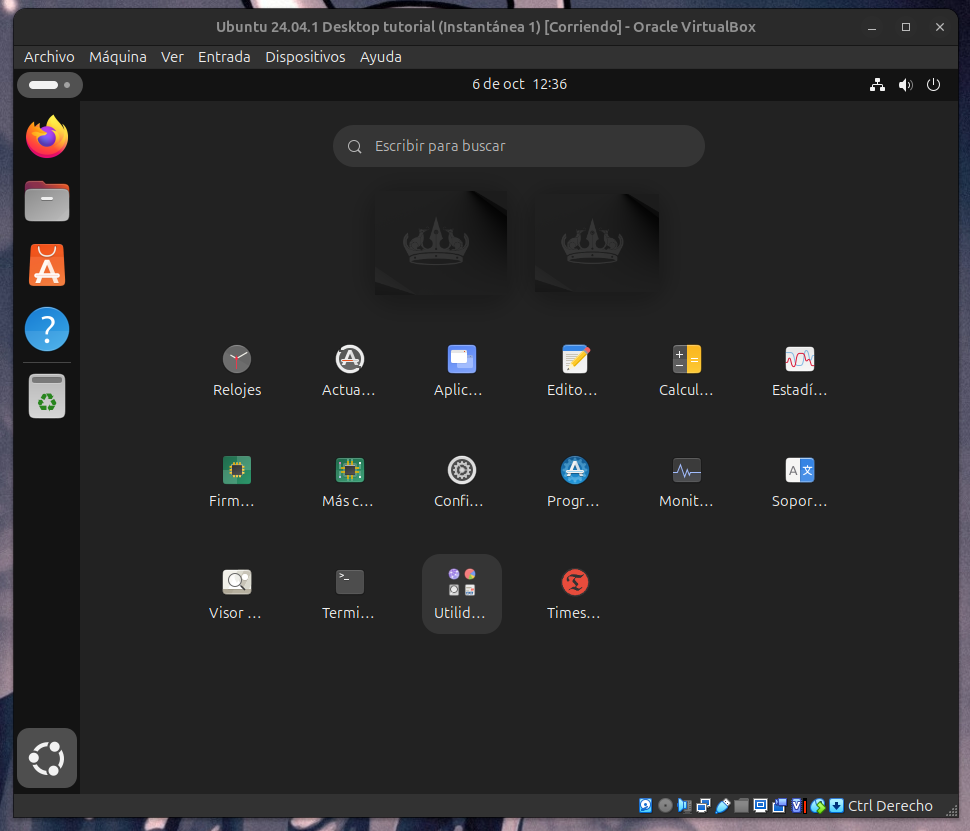 Ubuntu 24.04.1 Desktop tutorial (Instantánea 1) [Corriendo] - Oracle VirtualBox
Archivo Máquina Ver Entrada Dispositivos Ayuda
6 de oct 12:36
Escribir para buscar
Relojes Actua... Aplic... Edito... Calcul... Estadí...
Firm... Más c... Confi... Progr... Monit... Sopor...
Visor ... Termi... Utilid... Times...
Ctrl Derecho